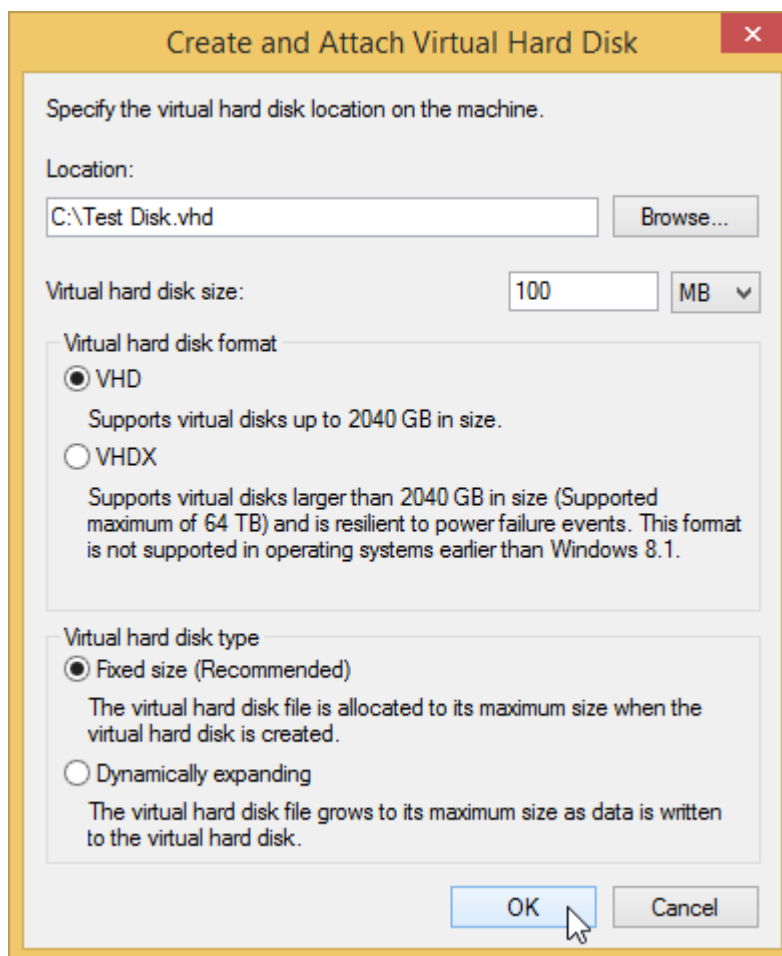 Create and Attach Virtual Hard Disk
Specify the virtual hard disk location on the machine.
Location:
C:\Test Disk.vhd
Browse...
Virtual hard disk size:
100
MB
Virtual hard disk format
VHD
Supports virtual disks up to 2040 GB in size.
VHDX
Supports virtual disks larger than 2040 GB in size (Supported
maximum of 64 TB) and is resilient to power failure events. This format
is not supported in operating systems earlier than Windows 8.1.
Virtual hard disk type
Fixed size (Recommended)
The virtual hard disk file is allocated to its maximum size when the
virtual hard disk is created.
Dynamically expanding
The virtual hard disk file grows to its maximum size as data is written
to the virtual hard disk.
OK
Cancel